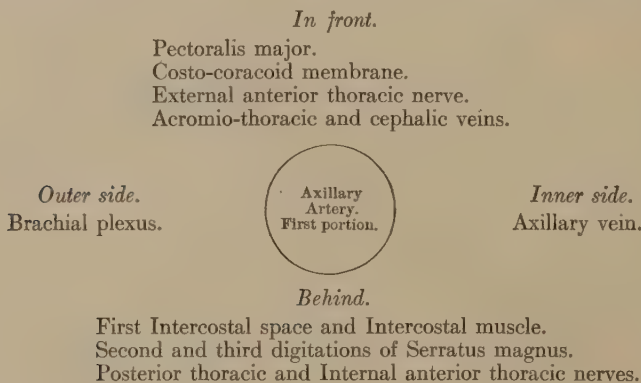 In front.
Pectoralis major.
Costo-coracoid membrane.
External anterior thoracic nerve.
Acromio-thoracic and cephalic veins.
Outer side.
Brachial plexus.
Axillary
Artery.
First portion.
Inner side.
Axillary vein.
Behind.
First Intercostal space and Intercostal muscle.
Second and third digitations of Serratus magnus.
Posterior thoracic and Internal anterior thoracic nerves.